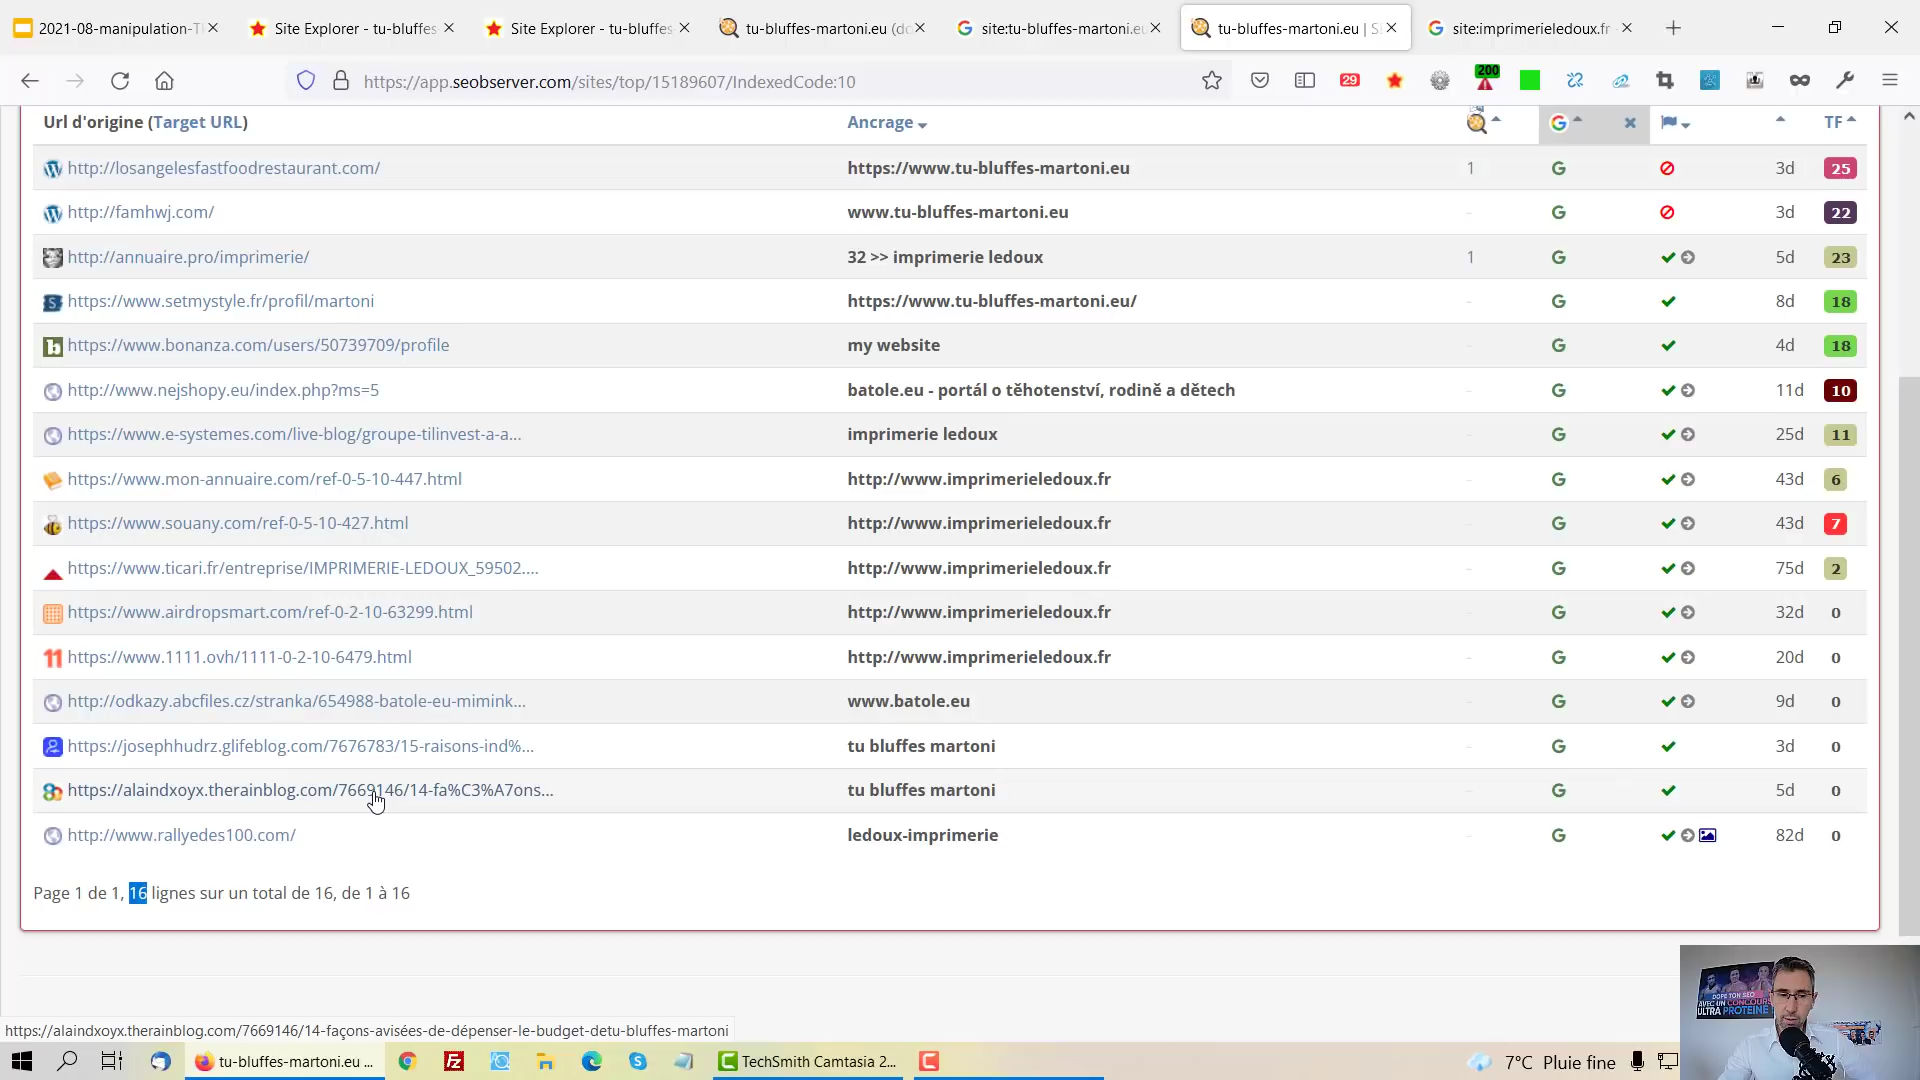 2021-08-manipulation-T
Site Explorer - tu-bluffes
Site Explorer - tu-bluffes
tu-bluffes-martoni.eu (do
site:tu-bluffes-martoni.eu
tu-bluffes-martoni.eu | S
site:imprimerieledoux.fr -
https://app.seobserver.com/sites/top/15189607/IndexedCode:10
29
200
Url d'origine (Target URL) Ancrage TF
http://losangelesfastfoodrestaurant.com/ https://www.tu-bluffes-martoni.eu 1 3d 25
http://famhwj.com/ www.tu-bluffes-martoni.eu - 3d 22
http://annuaire.pro/imprimerie/ 32 >> imprimerie ledoux 1 5d 23
https://www.setmystyle.fr/profil/martoni https://www.tu-bluffes-martoni.eu/ - 8d 18
https://www.bonanza.com/users/50739709/profile my website - 4d 18
http://www.nejshopy.eu/index.php?ms=5 batole.eu - portál o těhotenství, rodině a dětech - 11d 10
https://www.e-systemes.com/live-blog/groupe-tilinvest-a-a... imprimerie ledoux - 25d 11
https://www.mon-annuaire.com/ref-0-5-10-447.html http://www.imprimerieledoux.fr - 43d 6
https://www.souany.com/ref-0-5-10-427.html http://www.imprimerieledoux.fr - 43d 7
https://www.ticari.fr/entreprise/IMPRIMERIE-LEDOUX_59502.... http://www.imprimerieledoux.fr - 75d 2
https://www.airdropsmart.com/ref-0-2-10-63299.html http://www.imprimerieledoux.fr - 32d 0
https://www.1111.ovh/1111-0-2-10-6479.html http://www.imprimerieledoux.fr - 20d 0
http://odkazy.abcfiles.cz/stranka/654988-batole-eu-mimink... www.batole.eu - 9d 0
https://josephhudrz.glifeblog.com/7676783/15-raisons-ind%... tu bluffes martoni - 3d 0
https://alaindxoyx.therainblog.com/7669146/14-fa%C3%A7ons... tu bluffes martoni - 5d 0
http://www.rallyedes100.com/ ledoux-imprimerie - 82d 0
Page 1 de 1, 16 lignes sur un total de 16, de 1 à 16
DOPE TON SEO
AVEC UN CONCOURS
ULTRA PROTEINE
https://alaindxoyx.therainblog.com/7669146/14-façons-avisées-de-dépenser-le-budget-detu-bluffes-martoni
tu-bluffes-martoni.eu ...
TechSmith Camtasia 2...
7°C Pluie fine